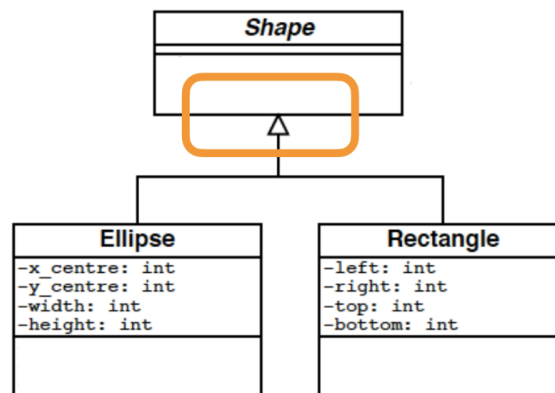 Shape
Ellipse
-x_centre: int
-y_centre: int
-width: int
-height: int
Rectangle
-left: int
-right: int
-top: int
-bottom: int